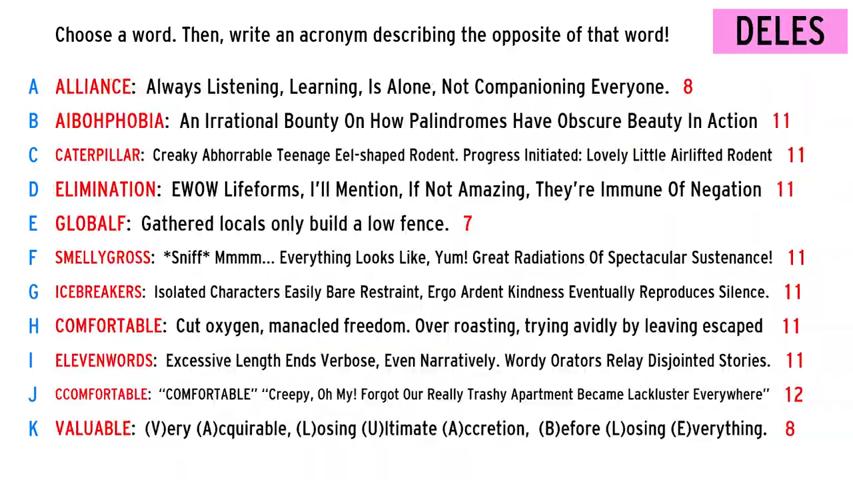 Choose a word. Then, write an acronym describing the opposite of that word!
DELES
A ALLIANCE: Always Listening, Learning, Is Alone, Not Companioning Everyone. 8
B AIBOHPHOBIA: An Irrational Bounty On How Palindromes Have Obscure Beauty In Action 11
C CATERPILLAR: Creaky Abhorrable Teenage Eel-shaped Rodent. Progress Initiated: Lovely Little Airlifted Rodent 11
D ELIMINATION: EWOW Lifeforms, I'll Mention, If Not Amazing, They're Immune Of Negation 11
E GLOBALF: Gathered locals only build a low fence. 7
F SMELLYGROSS: *Sniff* Mmmm... Everything Looks Like, Yum! Great Radiations Of Spectacular Sustenance! 11
G ICEBREAKERS: Isolated Characters Easily Bare Restraint, Ergo Ardent Kindness Eventually Reproduces Silence. 11
H COMFORTABLE: Cut oxygen, manacled freedom. Over roasting, trying avidly by leaving escaped 11
I ELEVENWORDS: Excessive Length Ends Verbose, Even Narratively. Wordy Orators Relay Disjointed Stories. 11
J CCOMFORTABLE: "COMFORTABLE" "Creepy, Oh My! Forgot Our Really Trashy Apartment Became Lackluster Everywhere" 12
K VALUABLE: (V)ery (A)cquirable, (L)osing (U)ltimate (A)ccretion, (B)efore (L)osing (E)verything. 8